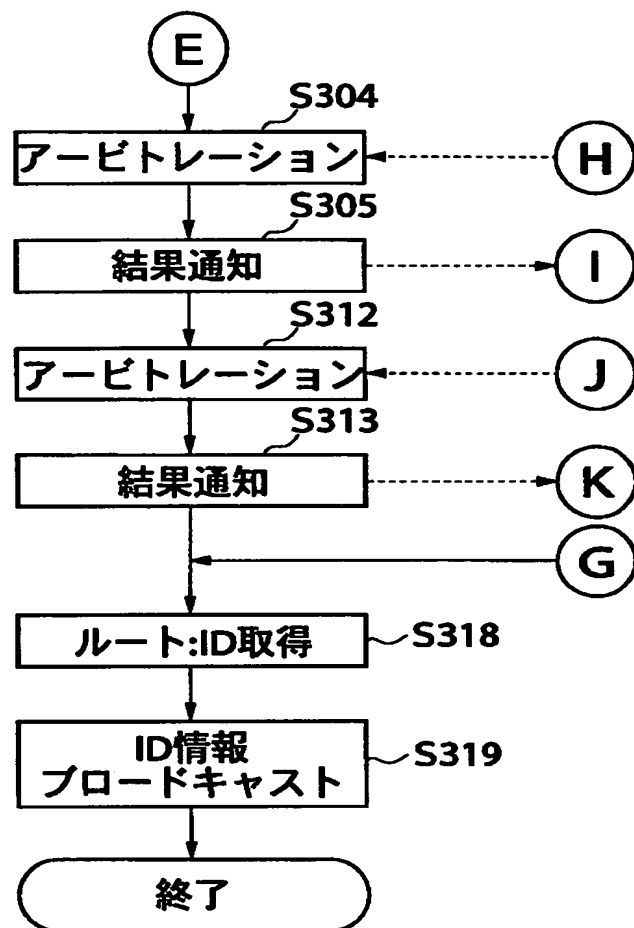 E
S304
アービトレーション
H
S305
結果通知
I
S312
アービトレーション
J
S313
結果通知
K
G
ルート:ID取得
S318
ID情報
ブロードキャスト
S319
終了